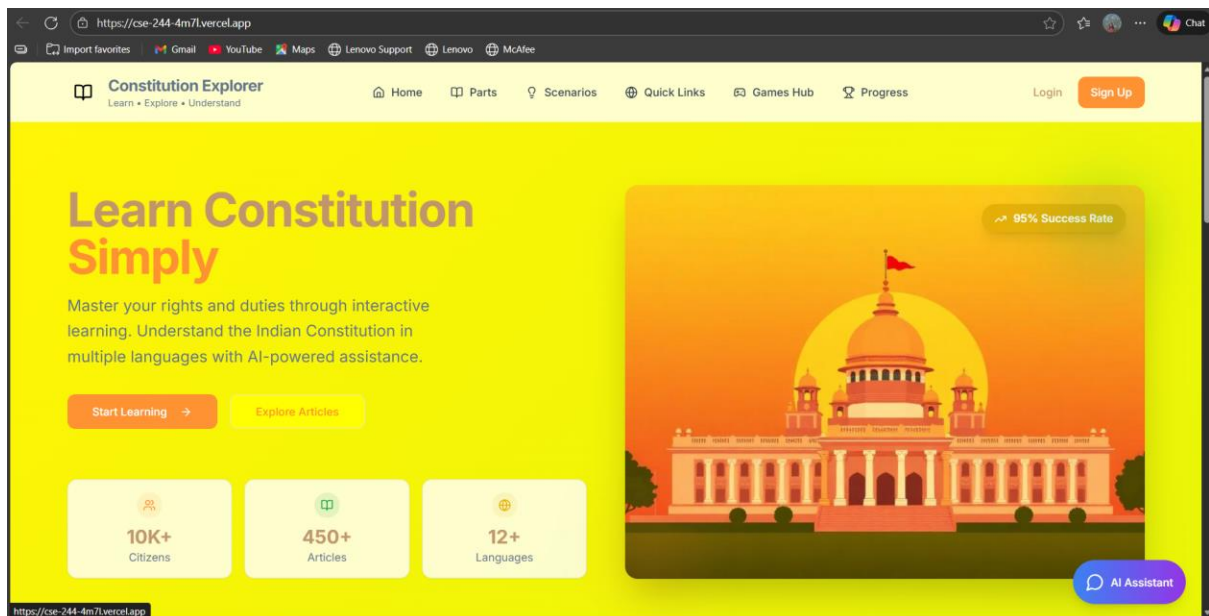 https://cse-244-4m7l.vercel.app
Chat
Import favorites
Gmail
YouTube
Maps
Lenovo Support
Lenovo
McAfee
Constitution Explorer
Learn • Explore • Understand
Home
Parts
Scenarios
Quick Links
Games Hub
Progress
Login
Sign Up
Learn Constitution
Simply
Master your rights and duties through interactive
learning. Understand the Indian Constitution in
multiple languages with AI-powered assistance.
Start Learning →
Explore Articles
95% Success Rate
10K+
Citizens
450+
Articles
12+
Languages
AI Assistant
https://cse-244-4m7l.vercel.app